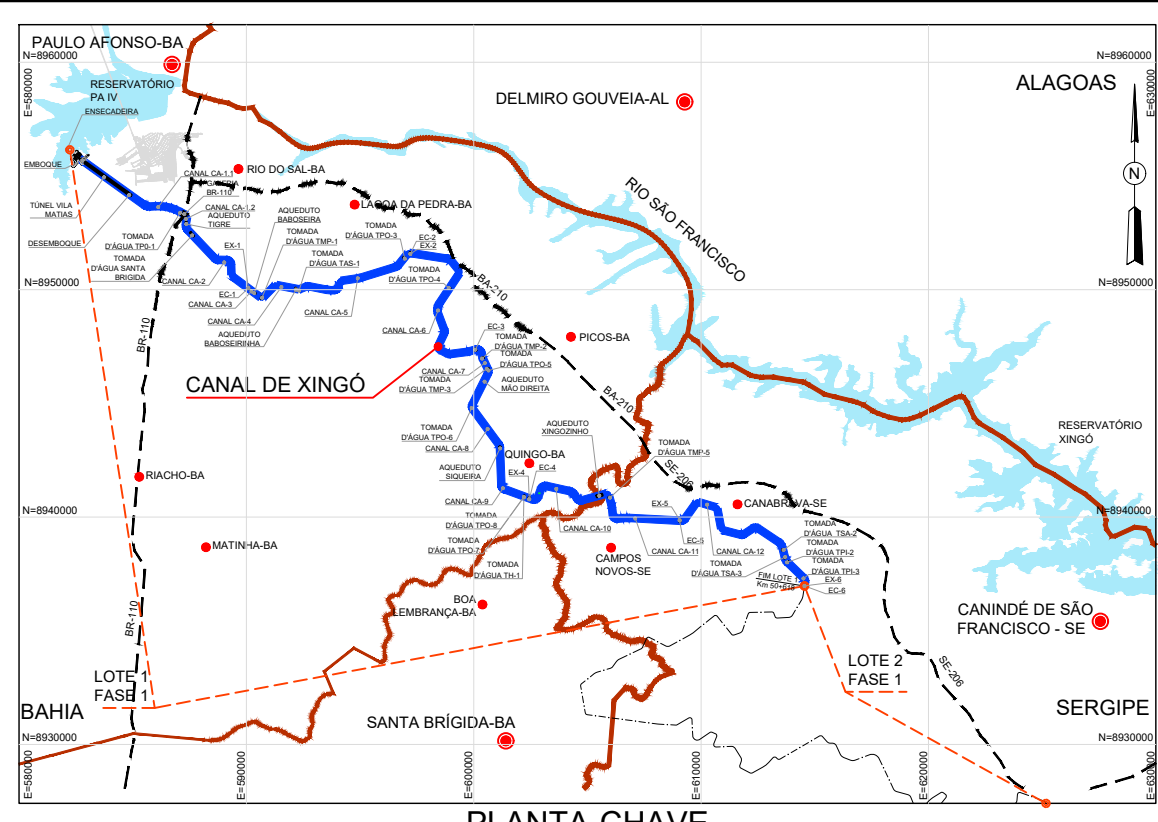 PAULO AFONSO-BA
N=8960000
N=8960000
E=580000
E=630000
RESERVATÓRIO
PA IV
ENSECADEIRA
DELMIRO GOUVEIA-AL
ALAGOAS
N
EMBOQUE
RIO DO SAL-BA
CANAL CA-1.1
GALERIA
BR-110
CANAL CA-1.2
AQUEDUTO
TIGRE
TÚNEL VILA
MATIAS
DESEMBOQUE
LAGOA DA PEDRA-BA
RIO SÃO FRANCISCO
AQUEDUTO
BABOSEIRA
TOMADA
D'ÁGUA TPO-3
EC-2
EX-2
TOMADA
D'ÁGUA TPO-1
EX-1
TOMADA
D'ÁGUA TMP-1
TOMADA
D'ÁGUA TAS-1
TOMADA
D'ÁGUA SANTA
BRIGIDA
TOMADA
D'ÁGUA TPO-4
CANAL CA-2
BA-210
N=8950000
N=8950000
EC-1
CANAL CA-3
CANAL CA-4
CANAL CA-5
AQUEDUTO
BABOSEIRINHA
CANAL CA-6
EC-3
TOMADA
D'ÁGUA TMP-2
TOMADA
D'ÁGUA TPO-5
PICOS-BA
BR-110
CANAL CA-7
TOMADA
D'ÁGUA TMP-3
AQUEDUTO
MÃO DIREITA
CANAL DE XINGÓ
BA-210
TOMADA
D'ÁGUA TPO-6
CANAL CA-8
AQUEDUTO
XINGOZINHO
TOMADA
D'ÁGUA TMP-5
RESERVATÓRIO
XINGÓ
QUINGO-BA
AQUEDUTO
SIQUEIRA
EX-4
EC-4
SE-206
RIACHO-BA
CANAL CA-9
EX-5
CANABRAVA-SE
N=8940000
N=8940000
TOMADA
D'ÁGUA TPO-8
CANAL CA-10
TOMADA
D'ÁGUA TSA-2
EC-5
TOMADA
D'ÁGUA TPO-7
CANAL CA-11
CANAL CA-12
TOMADA
D'ÁGUA TPI-2
MATINHA-BA
TOMADA
D'ÁGUA TH-1
CAMPOS
NOVOS-SE
TOMADA
D'ÁGUA TSA-3
TOMADA
D'ÁGUA TPI-3
FIM LOTE 1
Km 50+618
EX-6
EC-6
BOA
LEMBRANÇA-BA
BR-110
CANINDÉ DE SÃO
FRANCISCO - SE
LOTE 1
FASE 1
LOTE 2
FASE 1
SE-206
BAHIA
SANTA BRÍGIDA-BA
SERGIPE
N=8930000
N=8930000
E=580000
E=590000
E=600000
E=610000
E=620000
E=630000
PLANTA-CHAVE